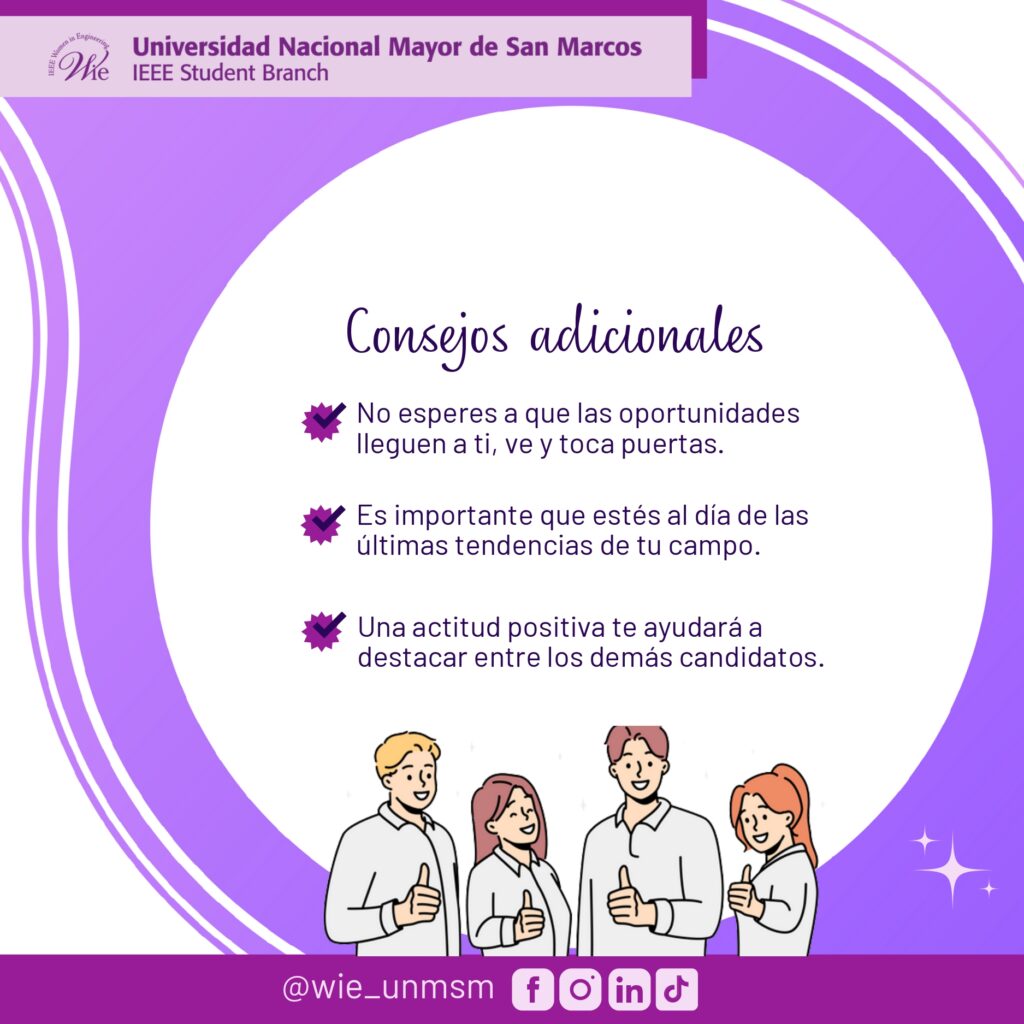 IEEE Women in Engineering
WIE
Universidad Nacional Mayor de San Marcos
IEEE Student Branch
Consejos adicionales
No esperes a que las oportunidades
lleguen a ti, ve y toca puertas.
Es importante que estés al día de las
últimas tendencias de tu campo.
Una actitud positiva te ayudará a
destacar entre los demás candidatos.
@wie_unmsm